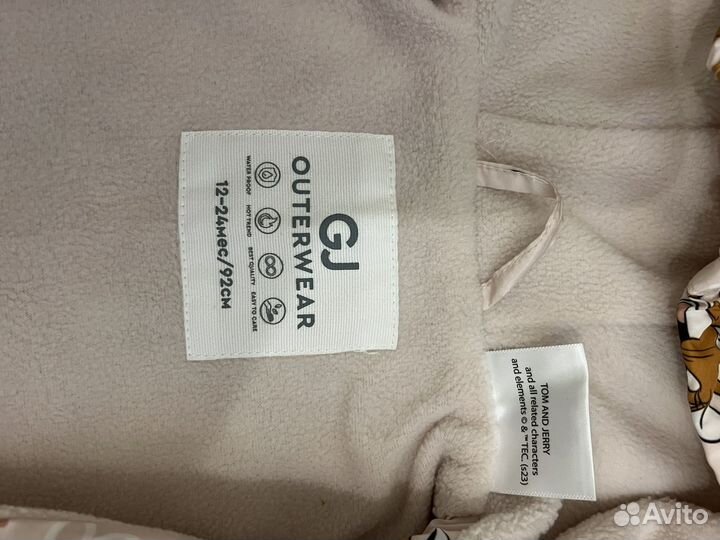 GJ
OUTERWEAR
WATER PROOF
HOT TREND
BEST QUALITY
EASY TO CARE
12-24мес/92см
TOM AND JERRY
and all related characters
and elements © & ™ TEC. (s23)
Avito